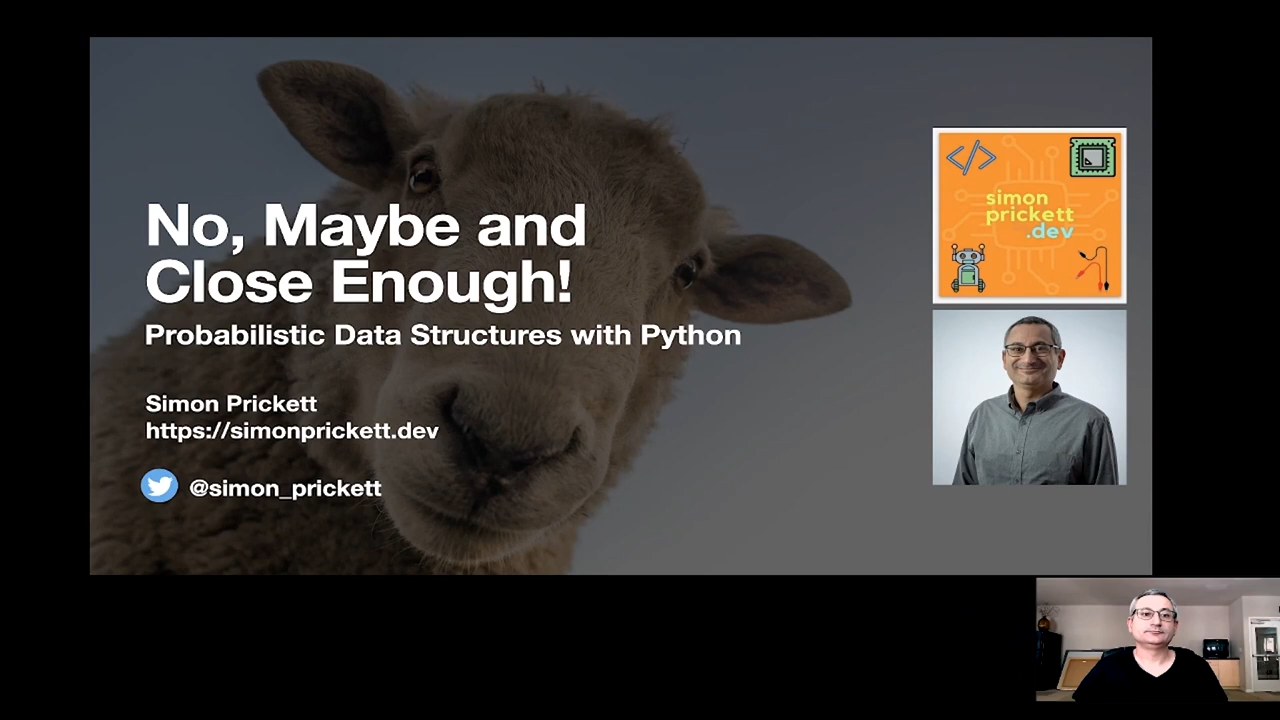 No, Maybe and
Close Enough!
Probabilistic Data Structures with Python
Simon Prickett
https://simonprickett.dev
@simon_prickett
</>
simon
prickett
.dev